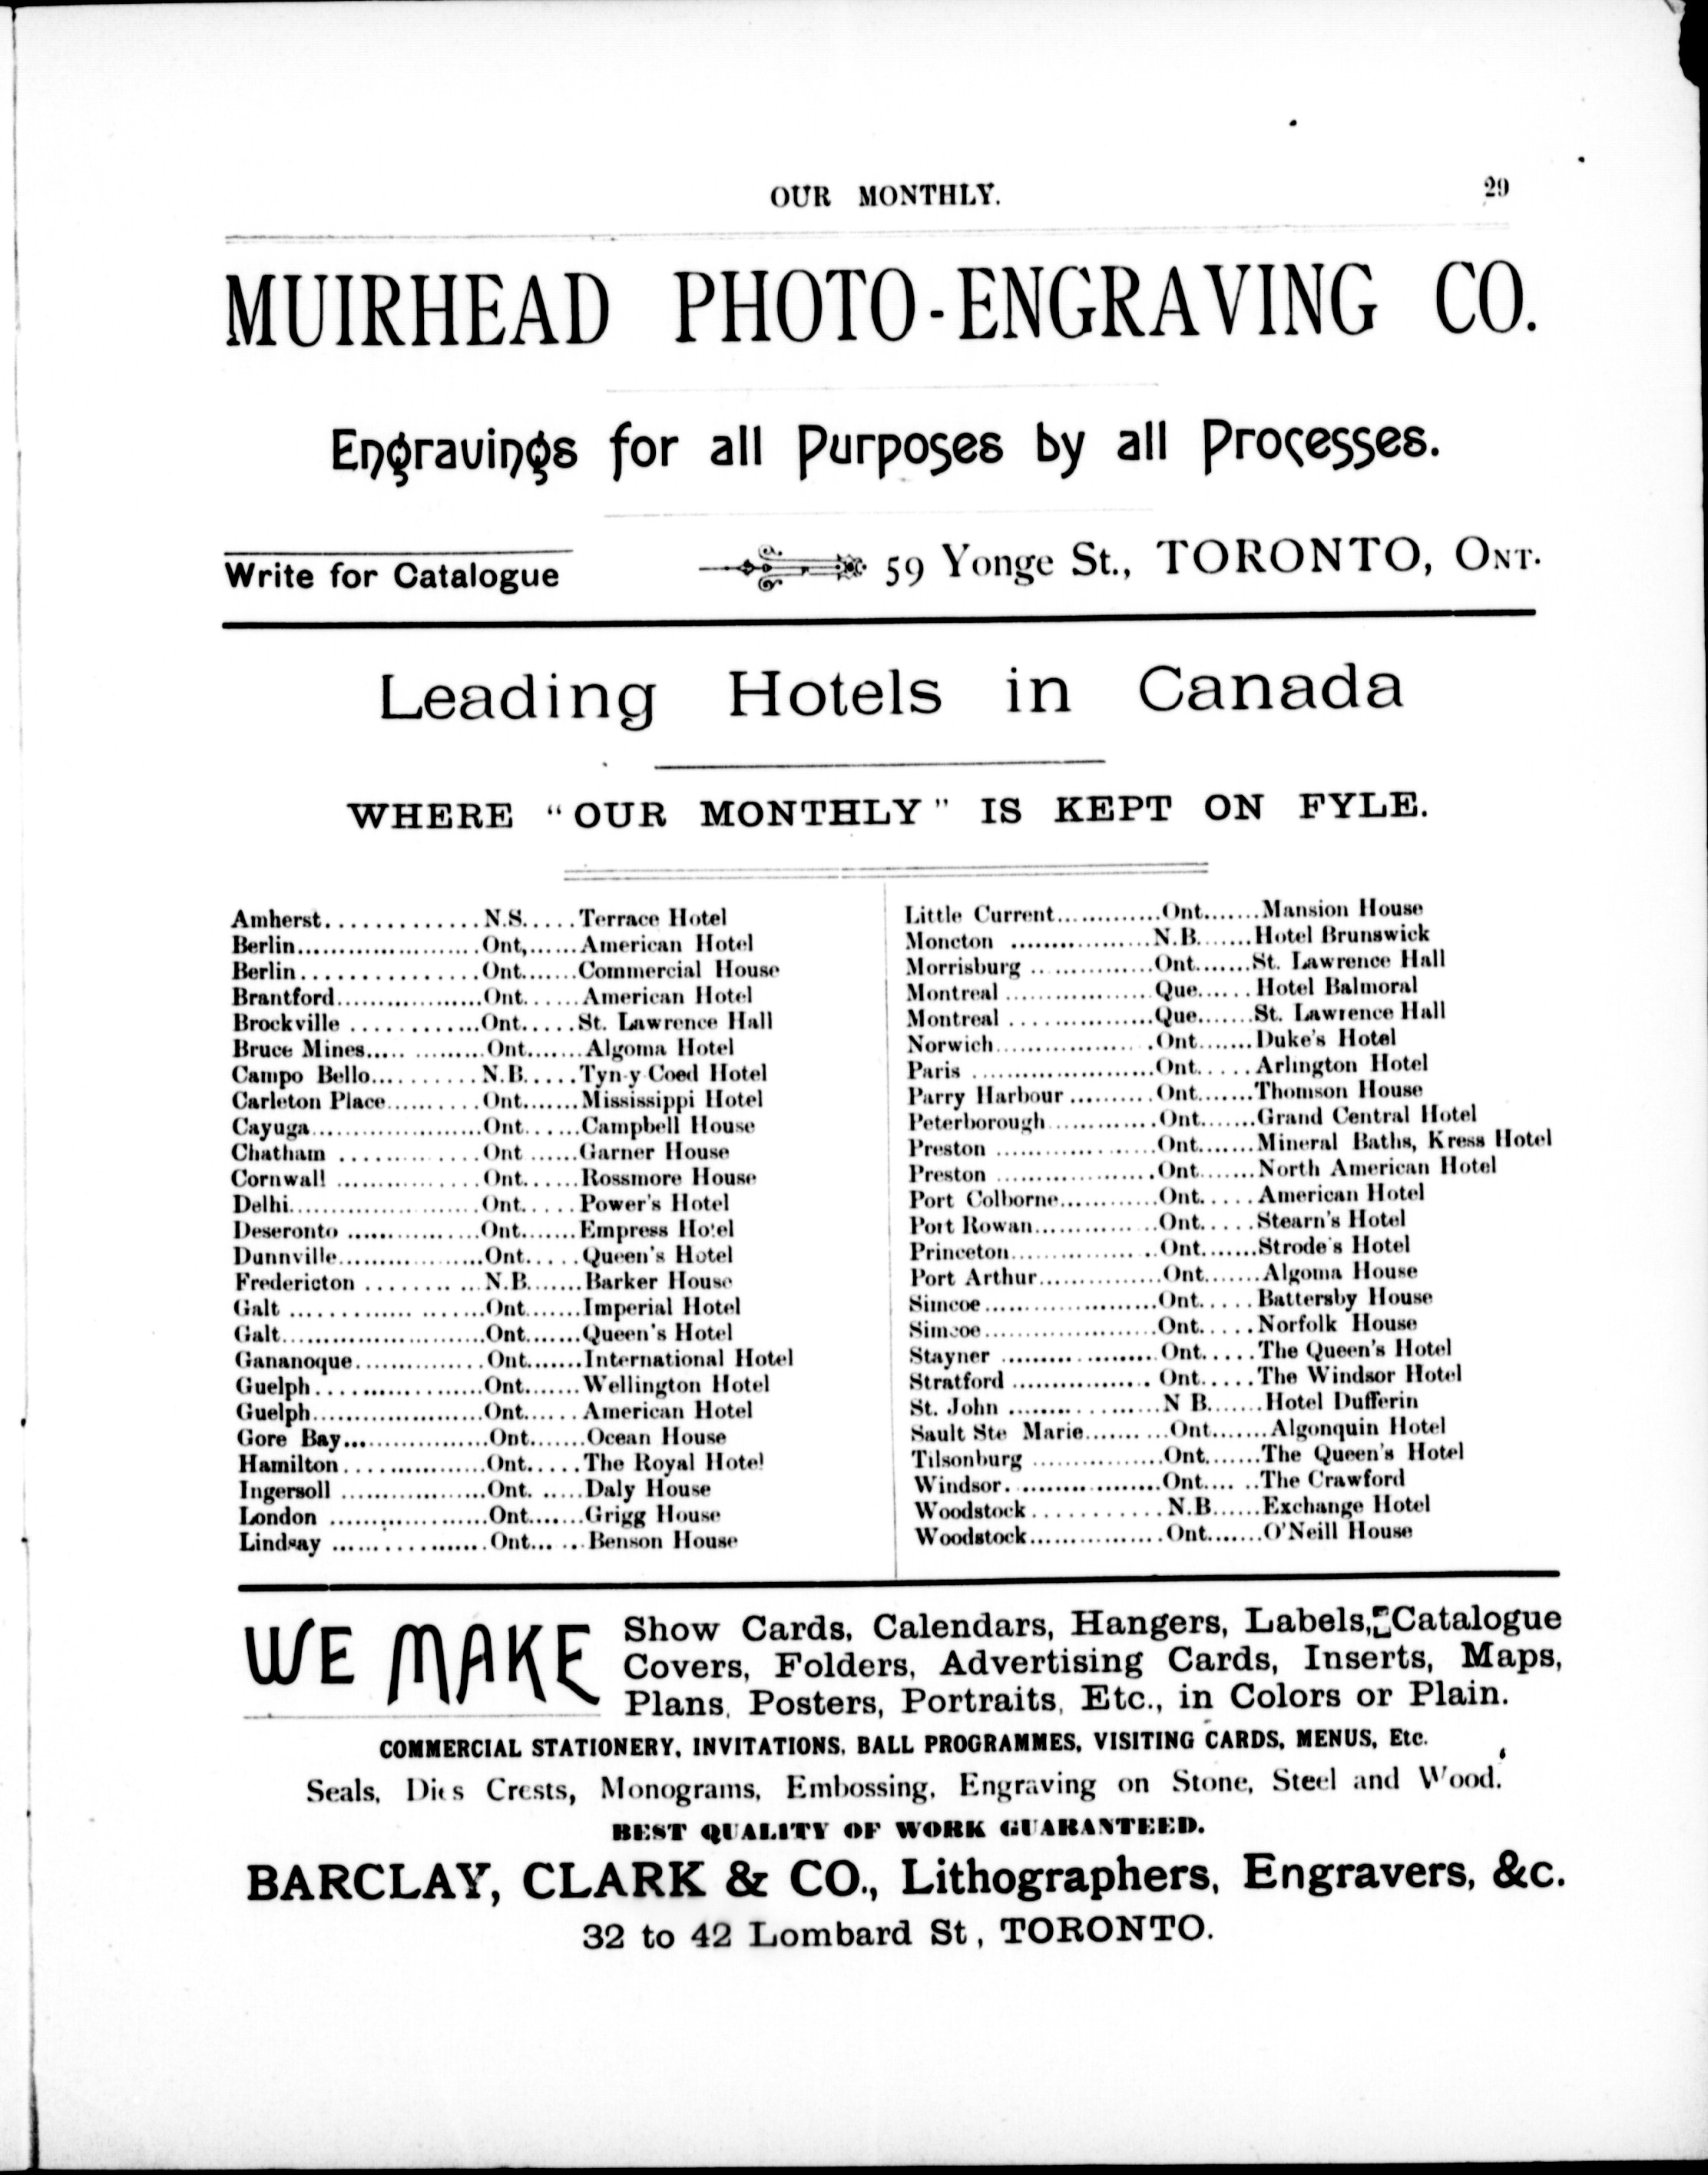 OUR MONTHLY.
29
MUIRHEAD PHOTO-ENGRAVING CO.
Engravings for all Purposes by all Processes.
Write for Catalogue
59 Yonge St., TORONTO, ONT.
Leading Hotels in Canada
WHERE "OUR MONTHLY" IS KEPT ON FYLE.
Amherst..............N.S.....Terrace Hotel
Berlin.......................Ont,......American Hotel
Berlin................Ont.......Commercial House
Brantford..................Ont......American Hotel
Brockville ............Ont.....St. Lawrence Hall
Bruce Mines..... .........Ont.......Algoma Hotel
Campo Bello..........N.B.....Tyn-y-Coed Hotel
Carleton Place..........Ont.......Mississippi Hotel
Cayuga.....................Ont......Campbell House
Chatham ..............Ont ......Garner House
Cornwall ................Ont......Rossmore House
Delhi.......................Ont.....Power's Hotel
Deseronto ................Ont.......Empress Hotel
Dunnville..................Ont.....Queen's Hotel
Fredericton ......... ...N.B.......Barker House
Galt ............... ........Ont.......Imperial Hotel
Galt.........................Ont.......Queen's Hotel
Gananoque...............Ont.......International Hotel
Guelph....................Ont.......Wellington Hotel
Guelph.....................Ont......American Hotel
Gore Bay..................Ont.......Ocean House
Hamilton.................Ont.....The Royal Hotel
Ingersoll ..................Ont. .....Daly House
London ....................Ont.......Grigg House
Lindsay ...................Ont... ...Benson House
Little Current.............Ont.......Mansion House
Moncton .................N.B.......Hotel Brunswick
Morrisburg .. ............Ont.......St. Lawrence Hall
Montreal ..................Que......Hotel Balmoral
Montreal .................Que.......St. Lawrence Hall
Norwich................... .Ont.......Duke's Hotel
Paris ......................Ont.....Arlington Hotel
Parry Harbour ..........Ont.......Thomson House
Peterborough.............Ont.......Grand Central Hotel
Preston ....................Ont.......Mineral Baths, Kress Hotel
Preston ....................Ont.......North American Hotel
Port Colborne............Ont.....American Hotel
Port Rowan...............Ont.....Stearn's Hotel
Princeton..................Ont.......Strode's Hotel
Port Arthur...............Ont.......Algoma House
Simcoe.....................Ont.....Battersby House
Simcoe.....................Ont.....Norfolk House
Stayner ...................Ont.....The Queen's Hotel
Stratford ................. Ont.....The Windsor Hotel
St. John ..................N B.......Hotel Dufferin
Sault Ste Marie..........Ont.......Algonquin Hotel
Tilsonburg ................Ont.......The Queen's Hotel
Windsor. ..................Ont.... ..The Crawford
Woodstock............N.B......Exchange Hotel
Woodstock................Ont.......O'Neill House
WE MAKE
Show Cards, Calendars, Hangers, Labels, Catalogue
Covers, Folders, Advertising Cards, Inserts, Maps,
Plans, Posters, Portraits, Etc., in Colors or Plain.
COMMERCIAL STATIONERY, INVITATIONS, BALL PROGRAMMES, VISITING CARDS, MENUS, Etc.
Seals, Dies Crests, Monograms, Embossing, Engraving on Stone, Steel and Wood.
BEST QUALITY OF WORK GUARANTEED.
BARCLAY, CLARK & CO., Lithographers, Engravers, &c.
32 to 42 Lombard St, TORONTO.